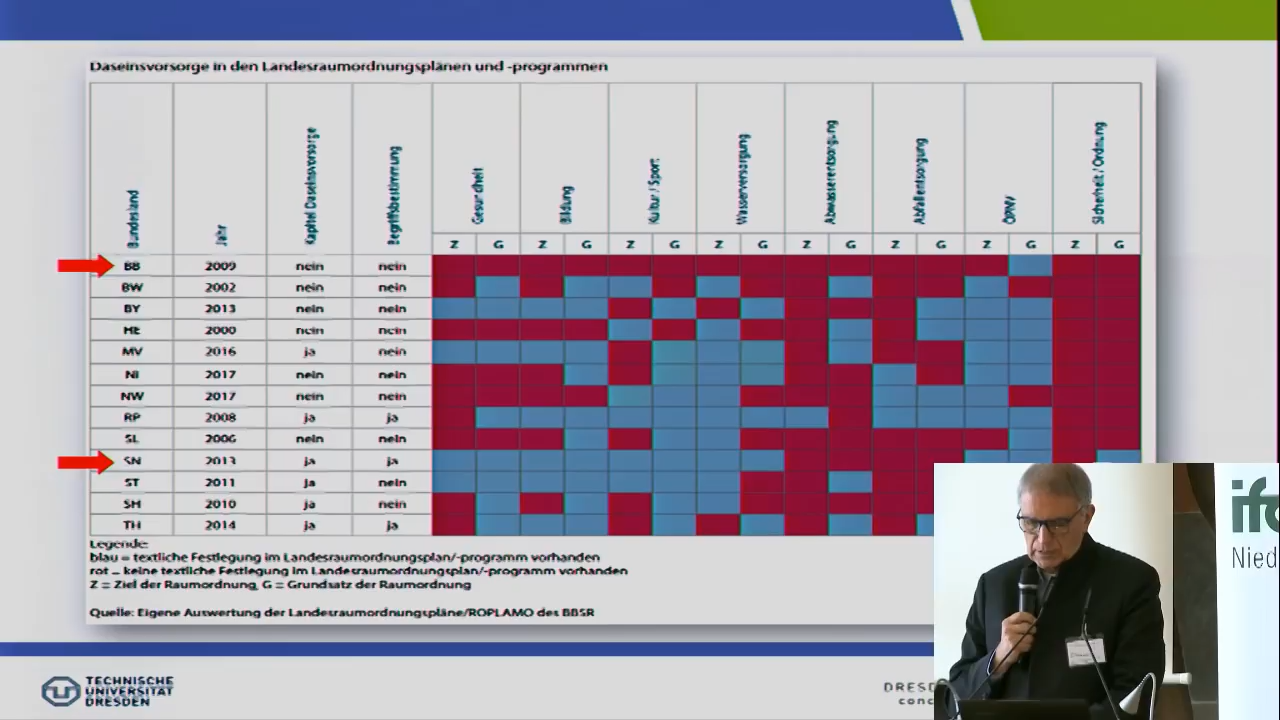 Daseinsvorsorge in den Landesraumordnungsplänen und -programmen
Bundesland Jahr Kapitel Daseinsvorsorge Begriffsbestimmung Gesundheit Bildung Kultur / Sport Wasserversorgung Abwasserentsorgung Abfallentsorgung ÖPNV Sicherheit / Ordnung
Z G Z G Z G Z G Z G Z G Z G Z G
BB 2009 nein nein
BW 2002 nein nein
BY 2013 nein nein
HE 2000 nein nein
MV 2016 ja nein
NI 2017 nein nein
NW 2017 nein nein
RP 2008 ja ja
SL 2006 nein nein
SN 2013 ja ja
ST 2011 ja nein
SH 2010 ja nein
TH 2014 ja ja
Legende:
blau = textliche Festlegung im Landesraumordnungsplan/-programm vorhanden
rot = keine textliche Festlegung im Landesraumordnungsplan/-programm vorhanden
Z = Ziel der Raumordnung, G = Grundsatz der Raumordnung
Quelle: Eigene Auswertung der Landesraumordnungspläne/ROPLAMO des BBSR
TECHNISCHE
UNIVERSITÄT
DRESDEN
DRESD
conc
ifo
Nied